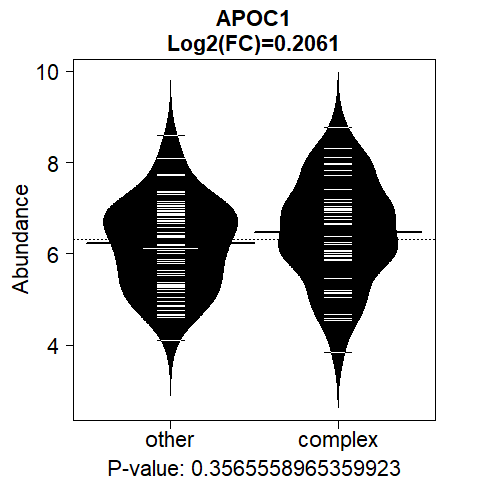 APOC1
Log2(FC)=0.2061
Abundance
10
8
6
4
other complex
P-value: 0.3565558965359923